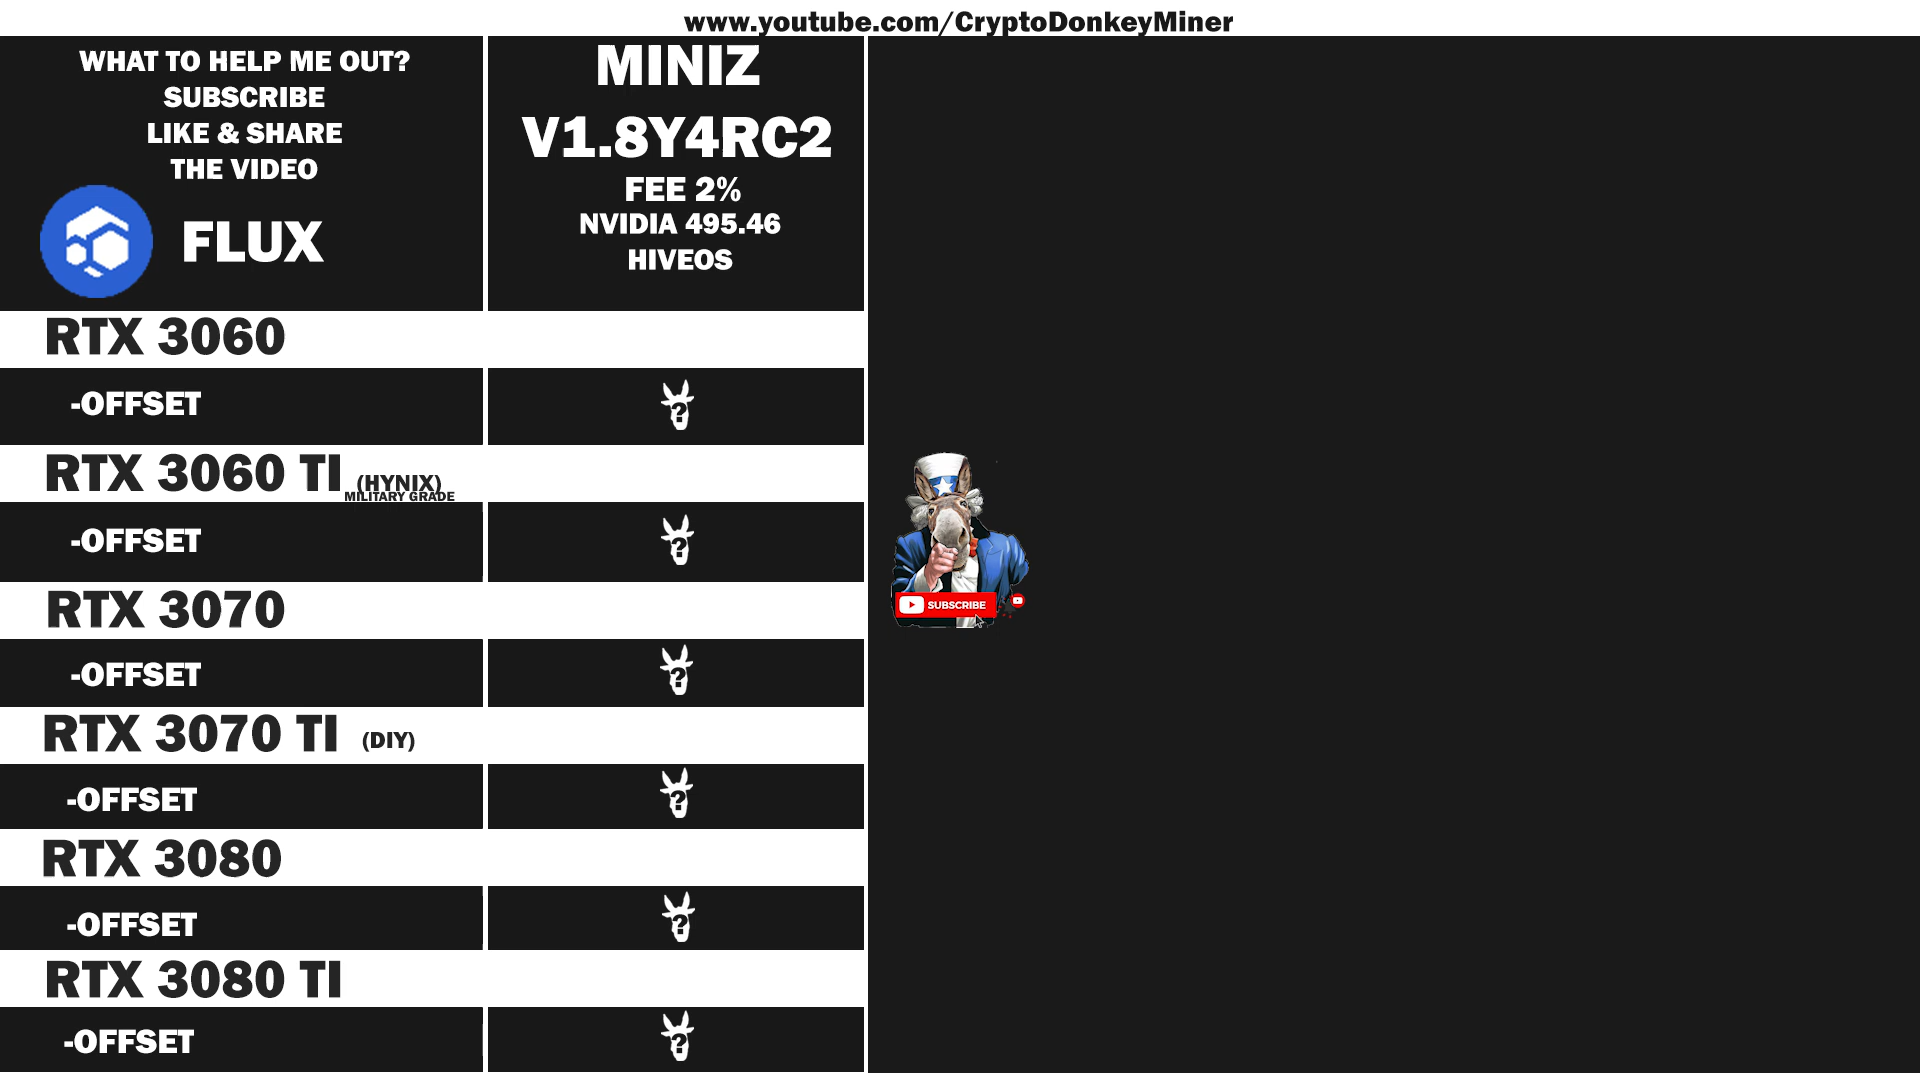 www.youtube.com/CryptoDonkeyMiner
WHAT TO HELP ME OUT?
SUBSCRIBE
LIKE & SHARE
THE VIDEO
FLUX
MINIZ
V1.8Y4RC2
FEE 2%
NVIDIA 495.46
HIVEOS
RTX 3060
-OFFSET
?
RTX 3060 TI (HYNIX)
MILITARY GRADE
-OFFSET
?
RTX 3070
-OFFSET
?
RTX 3070 TI (DIY)
-OFFSET
?
RTX 3080
-OFFSET
?
RTX 3080 TI
-OFFSET
?
SUBSCRIBE